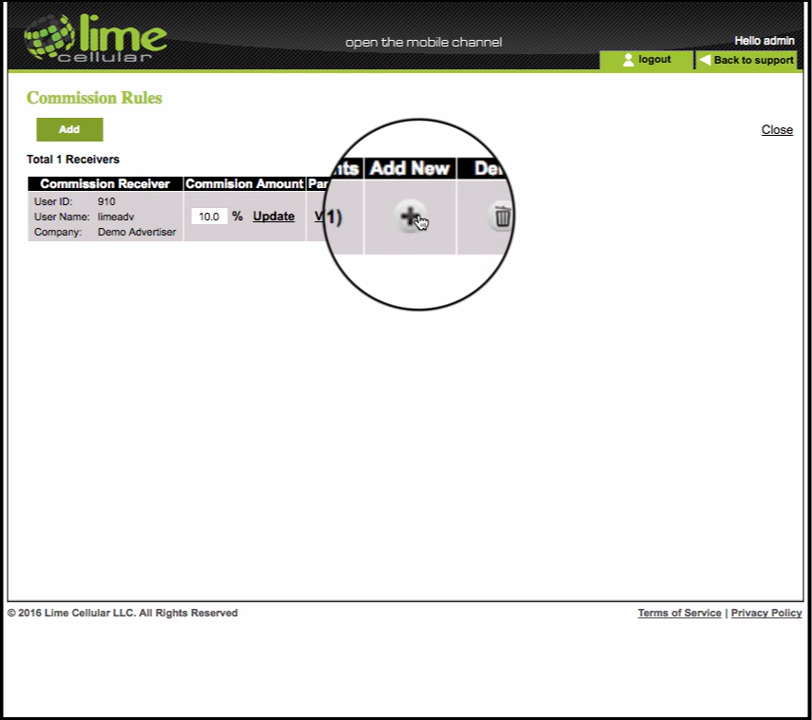 lime
cellular
open the mobile channel
Hello admin
logout
Back to support
Commission Rules
Add
Close
Total 1 Receivers
Commission Receiver Commision Amount Add New
User ID: 910
User Name: limeadv
Company: Demo Advertiser
10.0 % Update 1)
© 2016 Lime Cellular LLC. All Rights Reserved
Terms of Service | Privacy Policy